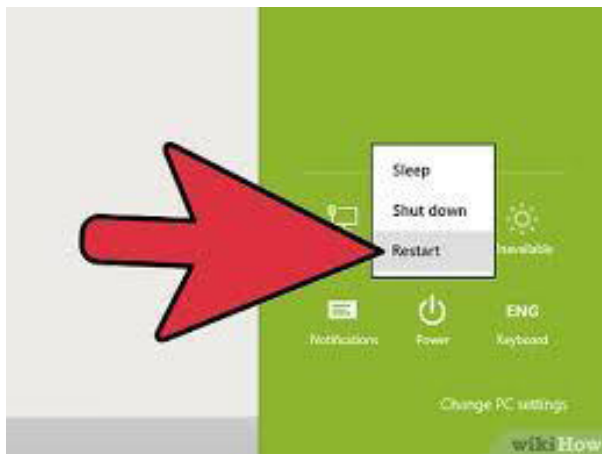 Sleep
Shut down
Restart
Unavailable
Notifications
Power
ENG
Keyboard
Change PC settings
wikiHow